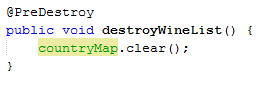 @PreDestroy
public void destroyWineList() {
countryMap.clear();
}